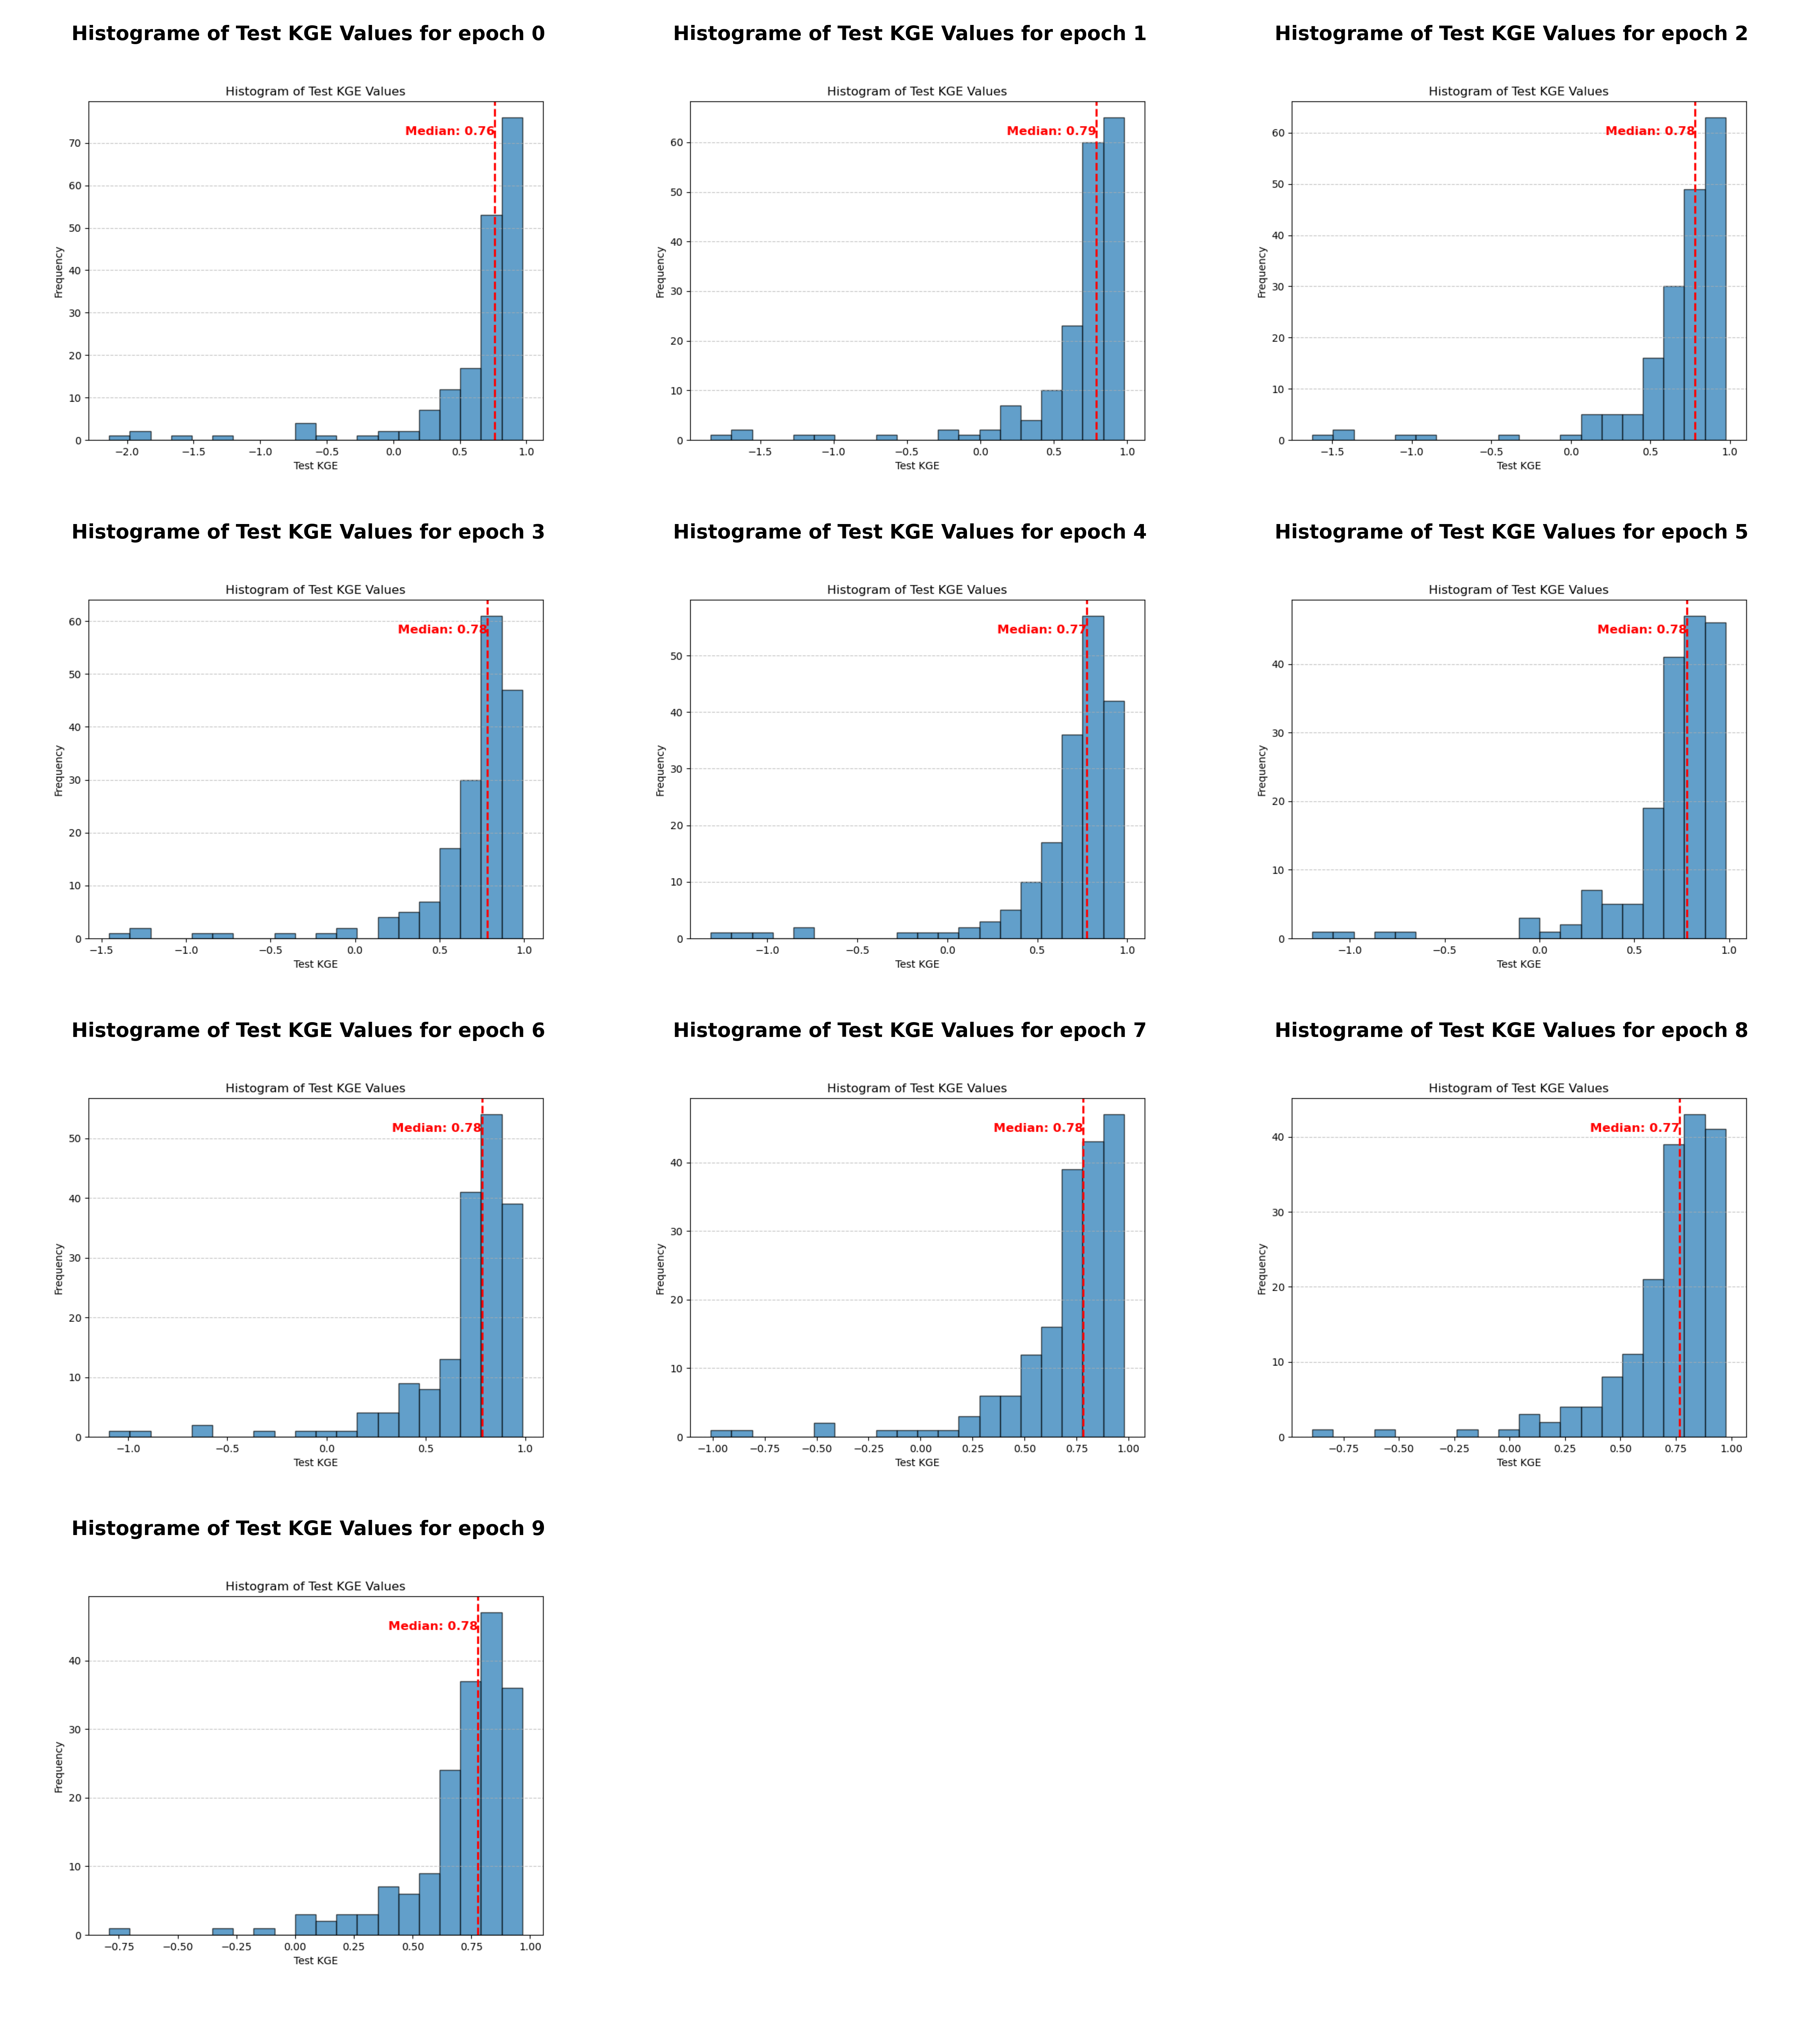 Histograme of Test KGE Values for epoch 0
Histogram of Test KGE Values
Median: 0.76
Frequency
70
60
50
40
30
20
10
0
−2.0 −1.5 −1.0 −0.5 0.0 0.5 1.0
Test KGE
Histograme of Test KGE Values for epoch 1
Histogram of Test KGE Values
Median: 0.79
Frequency
60
50
40
30
20
10
0
−1.5 −1.0 −0.5 0.0 0.5 1.0
Test KGE
Histograme of Test KGE Values for epoch 2
Histogram of Test KGE Values
Median: 0.78
Frequency
60
50
40
30
20
10
0
−1.5 −1.0 −0.5 0.0 0.5 1.0
Test KGE
Histograme of Test KGE Values for epoch 3
Histogram of Test KGE Values
Median: 0.78
Frequency
60
50
40
30
20
10
0
−1.5 −1.0 −0.5 0.0 0.5 1.0
Test KGE
Histograme of Test KGE Values for epoch 4
Histogram of Test KGE Values
Median: 0.77
Frequency
50
40
30
20
10
0
−1.0 −0.5 0.0 0.5 1.0
Test KGE
Histograme of Test KGE Values for epoch 5
Histogram of Test KGE Values
Median: 0.78
Frequency
40
30
20
10
0
−1.0 −0.5 0.0 0.5 1.0
Test KGE
Histograme of Test KGE Values for epoch 6
Histogram of Test KGE Values
Median: 0.78
Frequency
50
40
30
20
10
0
−1.0 −0.5 0.0 0.5 1.0
Test KGE
Histograme of Test KGE Values for epoch 7
Histogram of Test KGE Values
Median: 0.78
Frequency
40
30
20
10
0
−1.00 −0.75 −0.50 −0.25 0.00 0.25 0.50 0.75 1.00
Test KGE
Histograme of Test KGE Values for epoch 8
Histogram of Test KGE Values
Median: 0.77
Frequency
40
30
20
10
0
−0.75 −0.50 −0.25 0.00 0.25 0.50 0.75 1.00
Test KGE
Histograme of Test KGE Values for epoch 9
Histogram of Test KGE Values
Median: 0.78
Frequency
40
30
20
10
0
−0.75 −0.50 −0.25 0.00 0.25 0.50 0.75 1.00
Test KGE